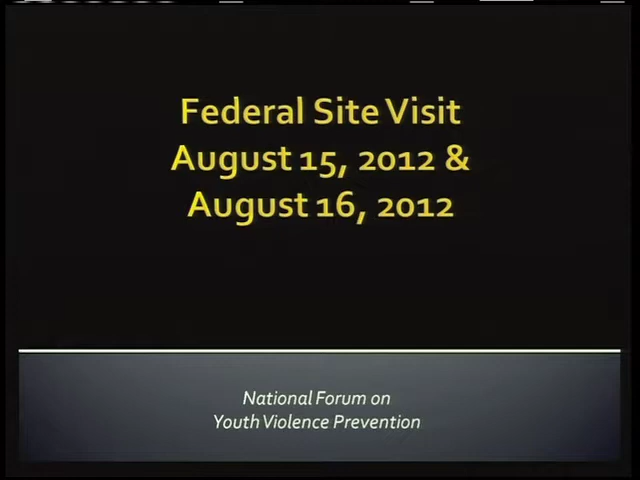 Federal Site Visit
August 15, 2012 &
August 16, 2012
National Forum on
Youth Violence Prevention